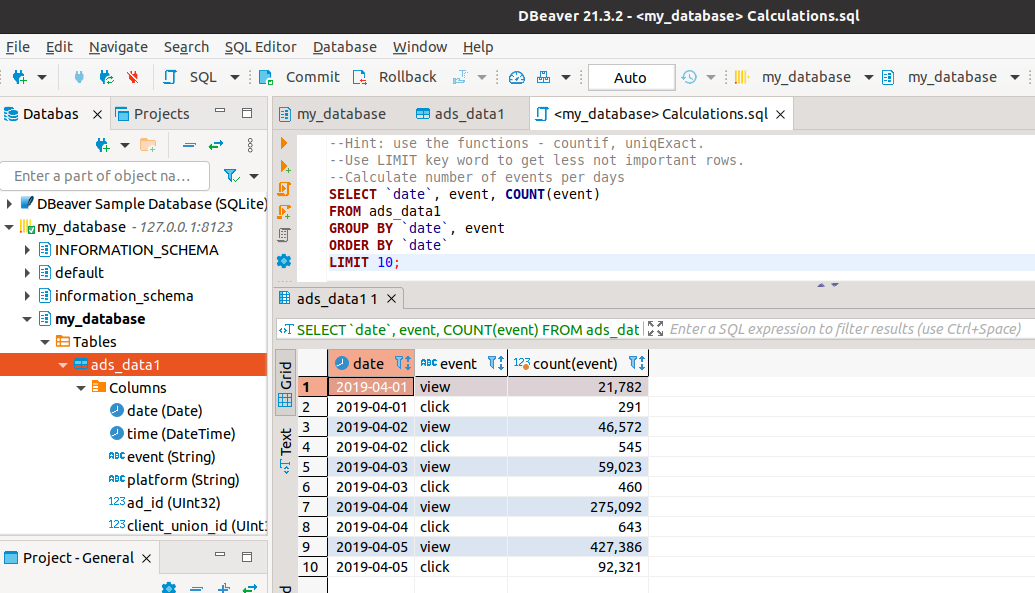 DBeaver 21.3.2 - <my_database> Calculations.sql
File Edit Navigate Search SQL Editor Database Window Help
SQL Commit Rollback Auto my_database my_database
Databas Projects
Enter a part of object na...
DBeaver Sample Database (SQLite)
my_database - 127.0.0.1:8123
INFORMATION_SCHEMA
default
information_schema
my_database
Tables
ads_data1
Columns
date (Date)
time (DateTime)
ABC event (String)
ABC platform (String)
123 ad_id (UInt32)
123 client_union_id (UInt3
Project - General
my_database ads_data1 <my_database> Calculations.sql
--Hint: use the functions - countif, uniqExact.
--Use LIMIT key word to get less not important rows.
--Calculate number of events per days
SELECT `date`, event, COUNT(event)
FROM ads_data1
GROUP BY `date`, event
ORDER BY `date`
LIMIT 10;
ads_data1 1
SELECT `date`, event, COUNT(event) FROM ads_dat Enter a SQL expression to filter results (use Ctrl+Space)
Grid
Text
date ABC event 123 count(event)
1 2019-04-01 view 21,782
2 2019-04-01 click 291
3 2019-04-02 view 46,572
4 2019-04-02 click 545
5 2019-04-03 view 59,023
6 2019-04-03 click 460
7 2019-04-04 view 275,092
8 2019-04-04 click 643
9 2019-04-05 view 427,386
10 2019-04-05 click 92,321